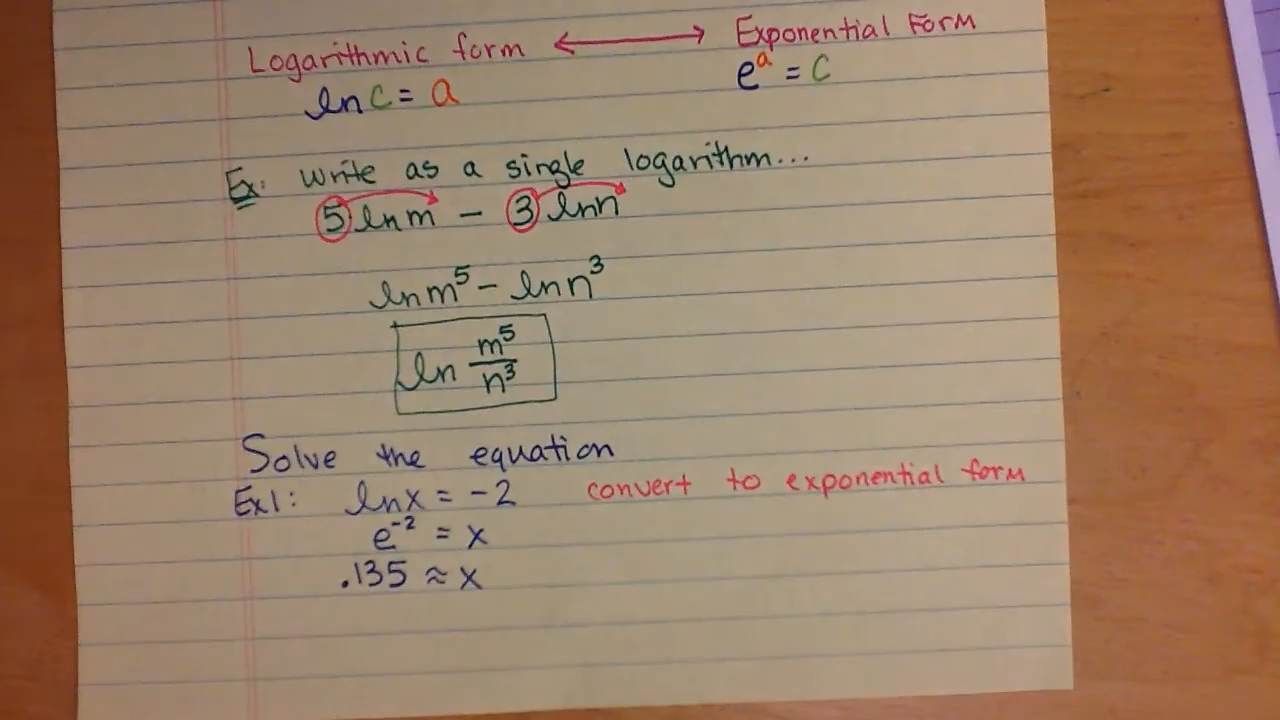 Logarithmic form ⟷ Exponential Form
ln c = a
e^a = c
Ex: Write as a single logarithm...
5 ln m − 3 ln n
ln m^5 − ln n^3
ln m^5/n^3
Solve the equation
Ex1: ln x = −2 convert to exponential form
e^-2 = x
.135 ≈ x